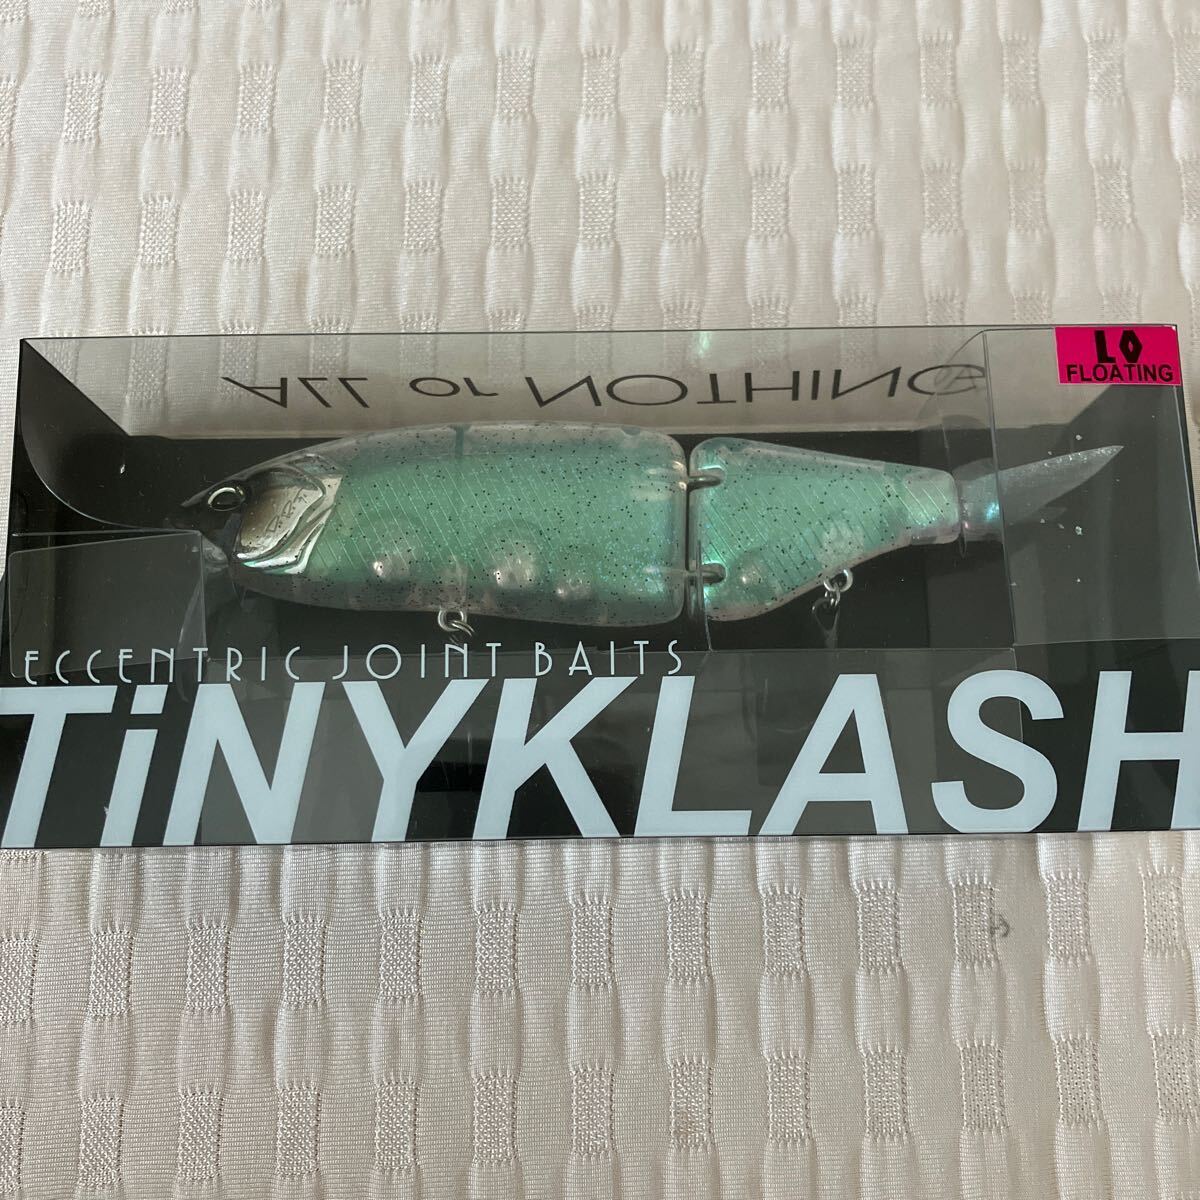 ALL or NOTHING
LO
FLOATING
ECCENTRIC JOINT BAITS
TiNYKLASH